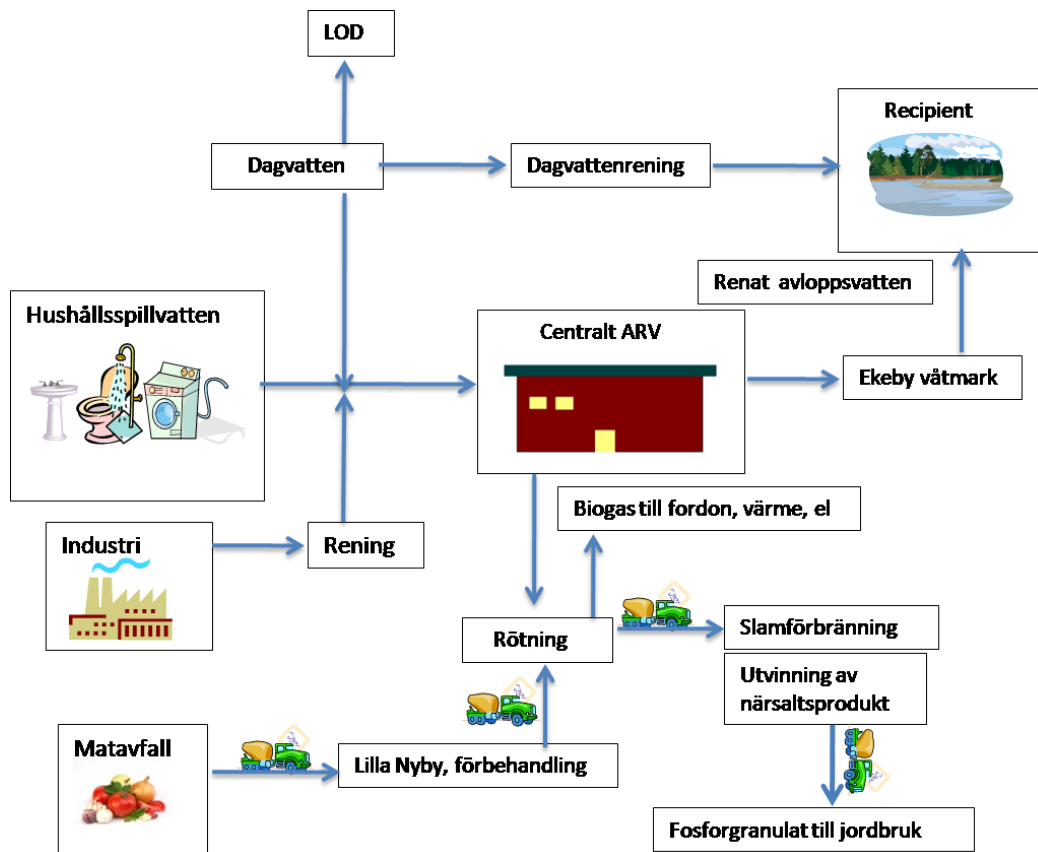 LOD
Recipient
Dagvatten
Dagvattenrening
Renat avloppsvatten
Hushållsspillvatten
Centralt ARV
Ekeby våtmark
Biogas till fordon, värme, el
Industri
Rening
Rötning
Slamförbränning
Utvinning av
närsaltsprodukt
Matavfall
Lilla Nyby, förbehandling
Fosforgranulat till jordbruk